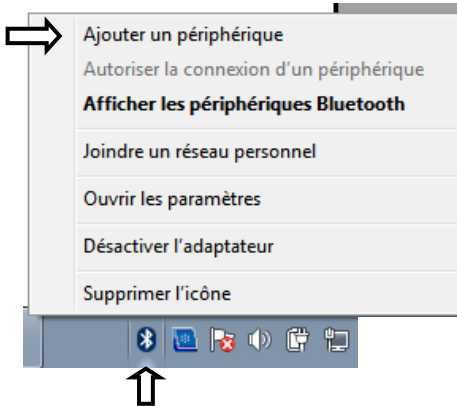 Ajouter un périphérique
Autoriser la connexion d'un périphérique
Afficher les périphériques Bluetooth
Joindre un réseau personnel
Ouvrir les paramètres
Désactiver l'adaptateur
Supprimer l'icône